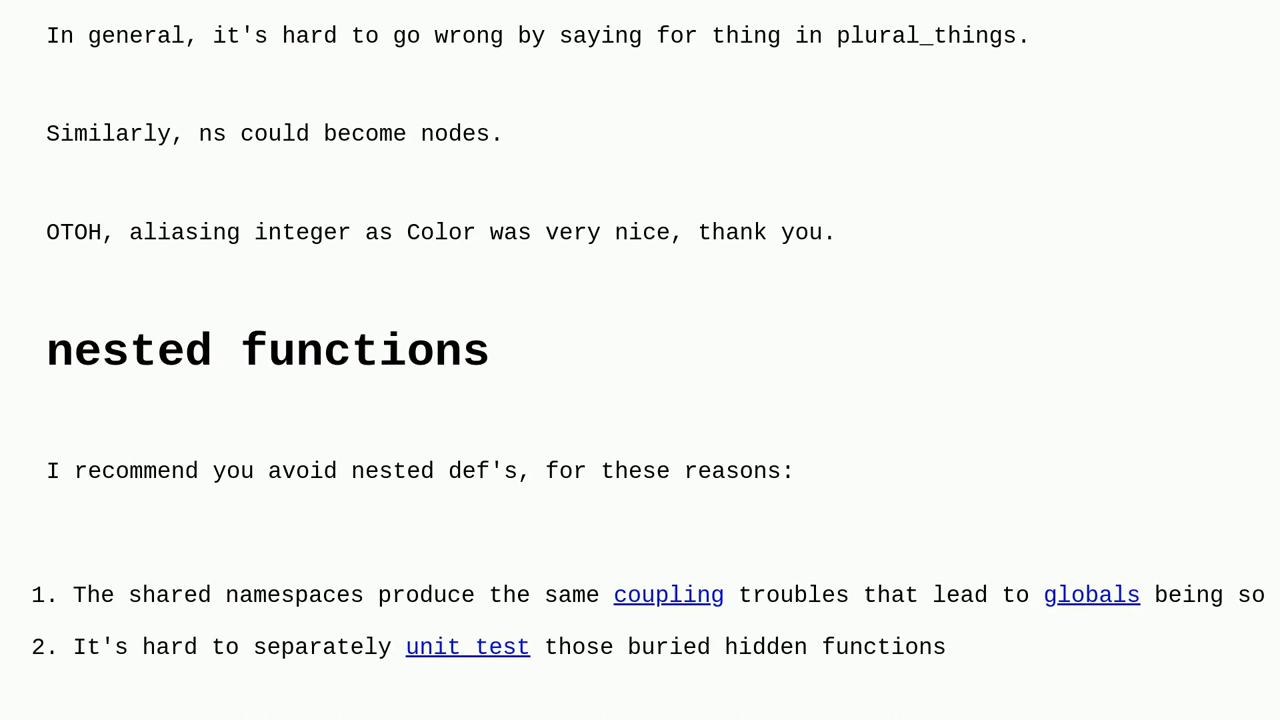 In general, it's hard to go wrong by saying for thing in plural_things.
Similarly, ns could become nodes.
OTOH, aliasing integer as Color was very nice, thank you.
nested functions
I recommend you avoid nested def's, for these reasons:
1. The shared namespaces produce the same coupling troubles that lead to globals being so
2. It's hard to separately unit test those buried hidden functions